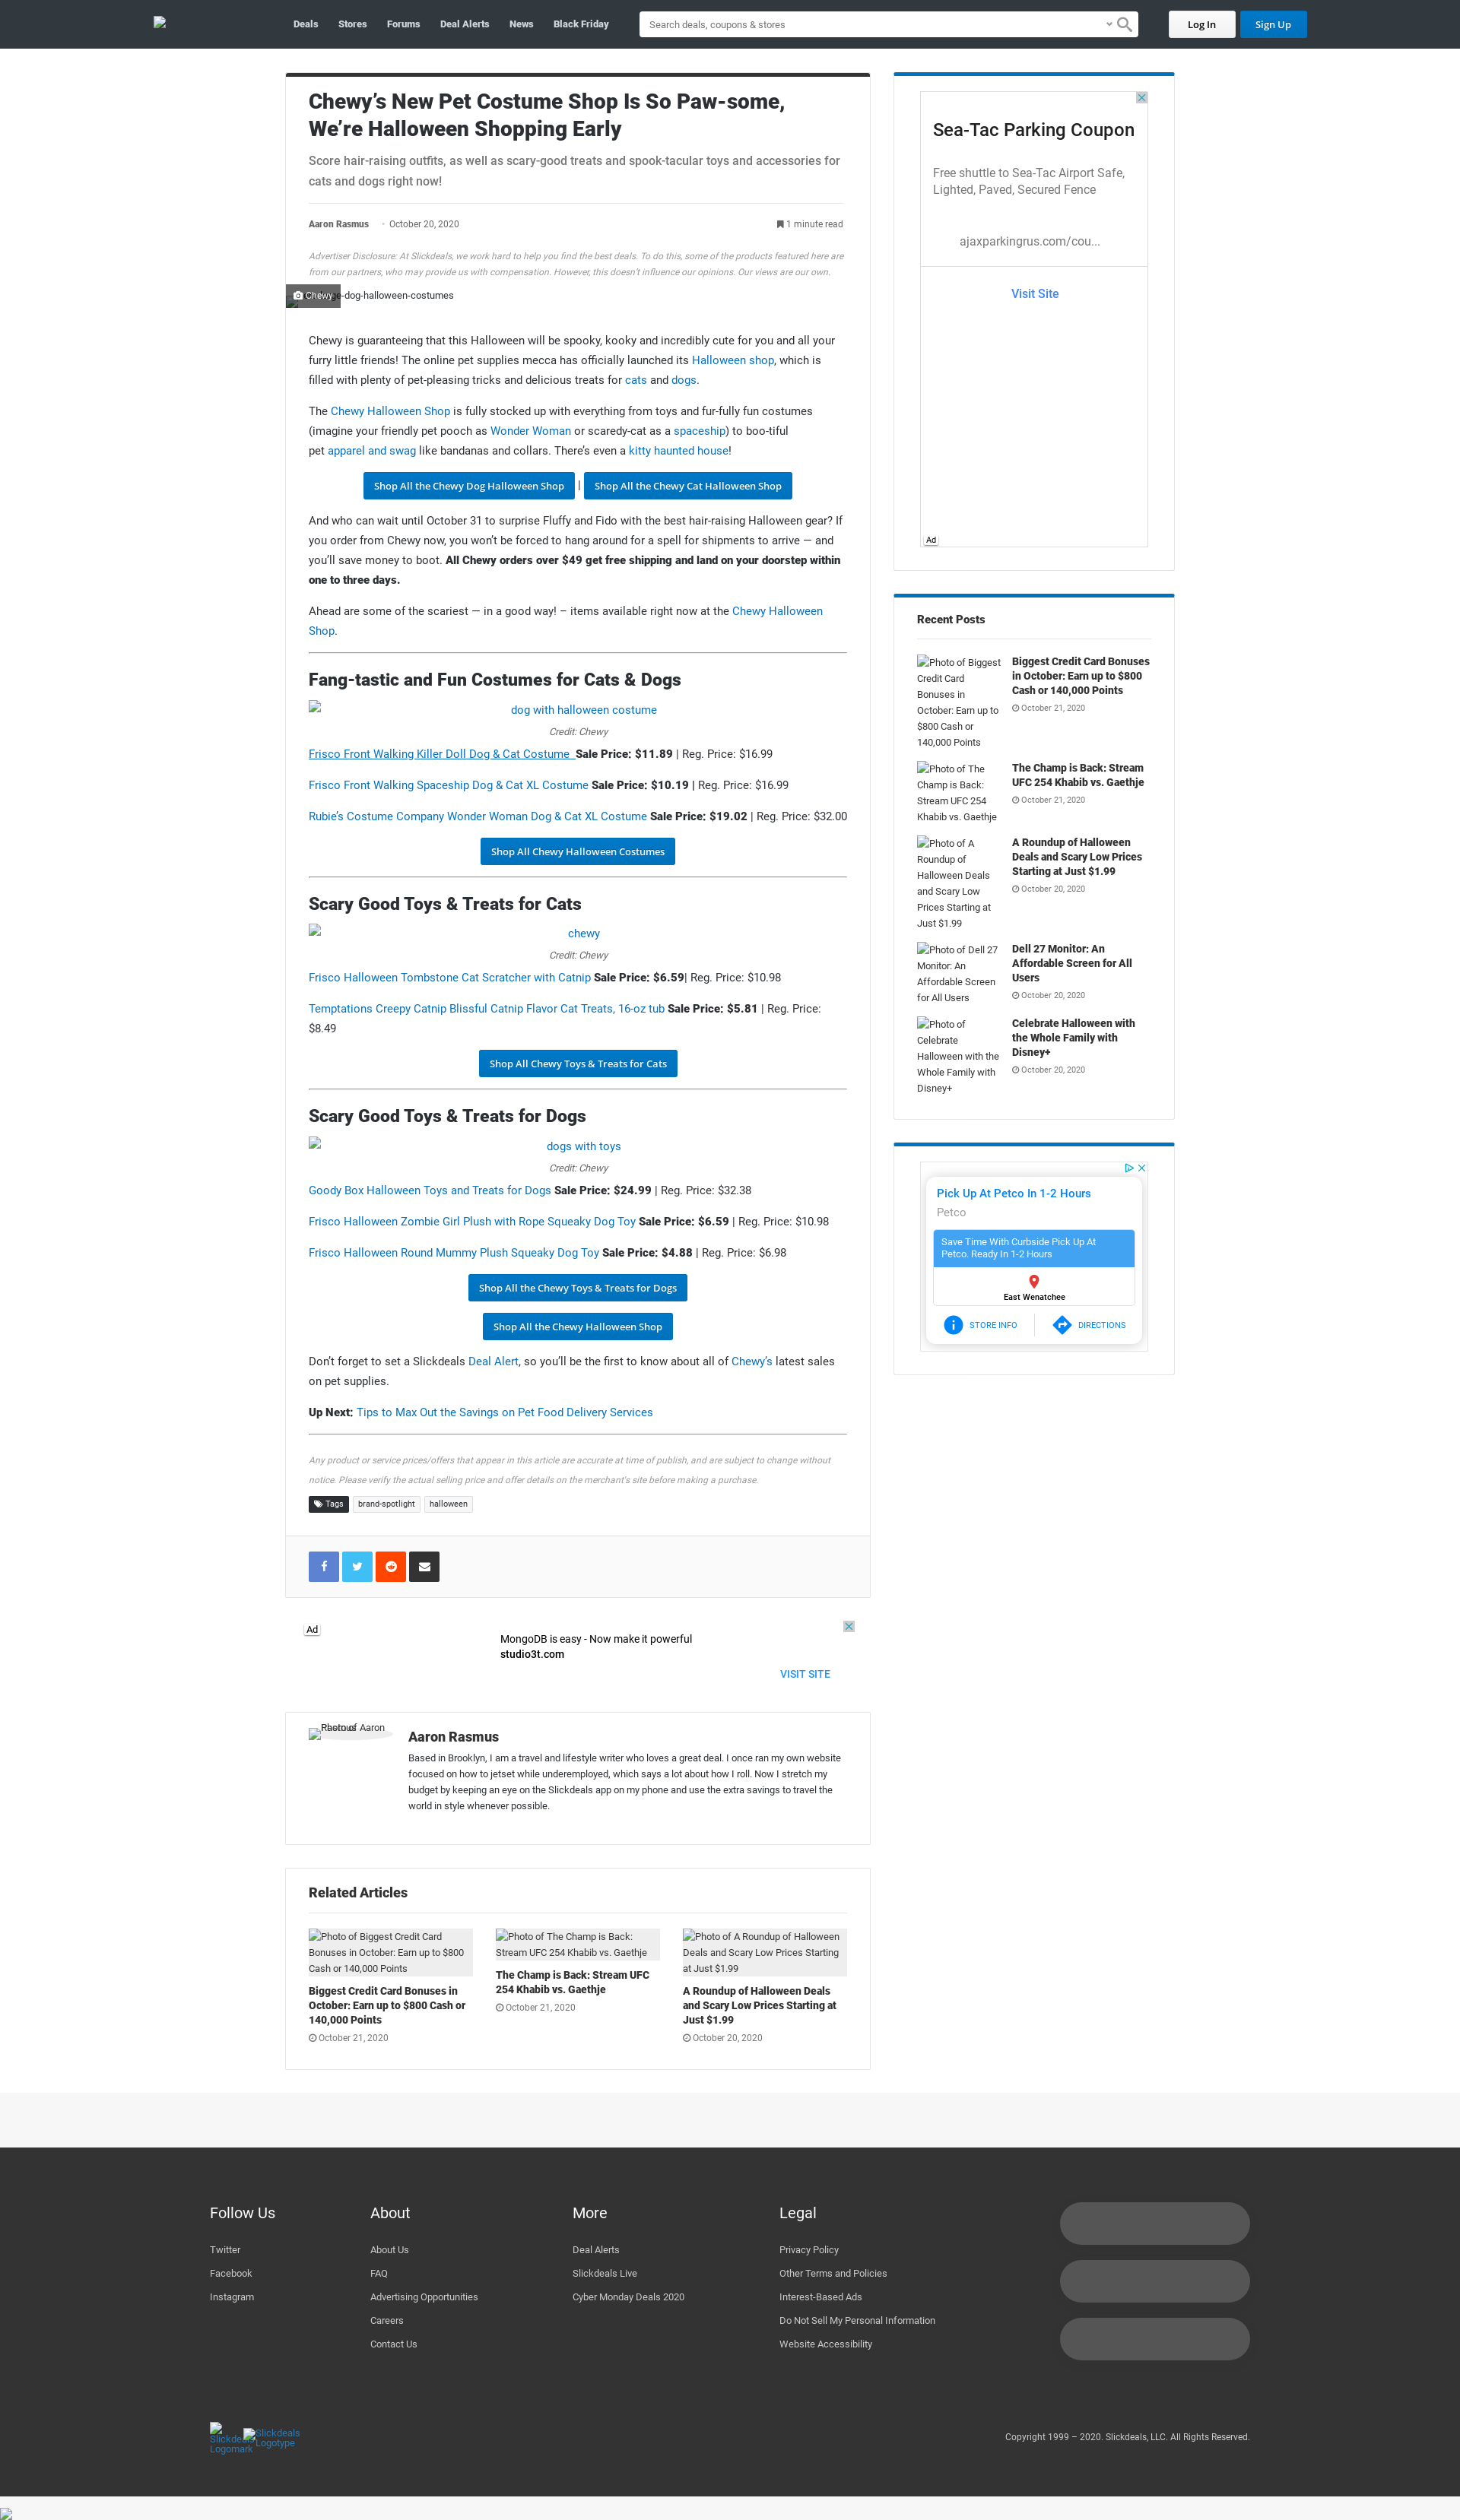 Deals Stores Forums Deal Alerts News Black Friday Search deals, coupons & stores Log In Sign Up
Chewy’s New Pet Costume Shop Is So Paw-some,
We’re Halloween Shopping Early
Score hair-raising outfits, as well as scary-good treats and spook-tacular toys and accessories for
cats and dogs right now!
Aaron Rasmus • October 20, 2020 1 minute read
Advertiser Disclosure: At Slickdeals, we work hard to help you find the best deals. To do this, some of the products featured here are
from our partners, who may provide us with compensation. However, this doesn’t influence our opinions. Our views are our own.
Chewy
-dog-halloween-costumes
Chewy is guaranteeing that this Halloween will be spooky, kooky and incredibly cute for you and all your
furry little friends! The online pet supplies mecca has officially launched its Halloween shop, which is
filled with plenty of pet-pleasing tricks and delicious treats for cats and dogs.
The Chewy Halloween Shop is fully stocked up with everything from toys and fur-fully fun costumes
(imagine your friendly pet pooch as Wonder Woman or scaredy-cat as a spaceship) to boo-tiful
pet apparel and swag like bandanas and collars. There’s even a kitty haunted house!
Shop All the Chewy Dog Halloween Shop | Shop All the Chewy Cat Halloween Shop
And who can wait until October 31 to surprise Fluffy and Fido with the best hair-raising Halloween gear? If
you order from Chewy now, you won’t be forced to hang around for a spell for shipments to arrive — and
you’ll save money to boot. All Chewy orders over $49 get free shipping and land on your doorstep within
one to three days.
Ahead are some of the scariest — in a good way! – items available right now at the Chewy Halloween
Shop.
Fang-tastic and Fun Costumes for Cats & Dogs
dog with halloween costume
Credit: Chewy
Frisco Front Walking Killer Doll Dog & Cat Costume Sale Price: $11.89 | Reg. Price: $16.99
Frisco Front Walking Spaceship Dog & Cat XL Costume Sale Price: $10.19 | Reg. Price: $16.99
Rubie’s Costume Company Wonder Woman Dog & Cat XL Costume Sale Price: $19.02 | Reg. Price: $32.00
Shop All Chewy Halloween Costumes
Scary Good Toys & Treats for Cats
chewy
Credit: Chewy
Frisco Halloween Tombstone Cat Scratcher with Catnip Sale Price: $6.59| Reg. Price: $10.98
Temptations Creepy Catnip Blissful Catnip Flavor Cat Treats, 16-oz tub Sale Price: $5.81 | Reg. Price:
$8.49
Shop All Chewy Toys & Treats for Cats
Scary Good Toys & Treats for Dogs
dogs with toys
Credit: Chewy
Goody Box Halloween Toys and Treats for Dogs Sale Price: $24.99 | Reg. Price: $32.38
Frisco Halloween Zombie Girl Plush with Rope Squeaky Dog Toy Sale Price: $6.59 | Reg. Price: $10.98
Frisco Halloween Round Mummy Plush Squeaky Dog Toy Sale Price: $4.88 | Reg. Price: $6.98
Shop All the Chewy Toys & Treats for Dogs
Shop All the Chewy Halloween Shop
Don’t forget to set a Slickdeals Deal Alert, so you’ll be the first to know about all of Chewy’s latest sales
on pet supplies.
Up Next: Tips to Max Out the Savings on Pet Food Delivery Services
Any product or service prices/offers that appear in this article are accurate at time of publish, and are subject to change without
notice. Please verify the actual selling price and offer details on the merchant's site before making a purchase.
Tags brand-spotlight halloween
Ad
MongoDB is easy - Now make it powerful
studio3t.com
VISIT SITE
Photo of Aaron
Rasmus
Aaron Rasmus
Based in Brooklyn, I am a travel and lifestyle writer who loves a great deal. I once ran my own website
focused on how to jetset while underemployed, which says a lot about how I roll. Now I stretch my
budget by keeping an eye on the Slickdeals app on my phone and use the extra savings to travel the
world in style whenever possible.
Related Articles
Photo of Biggest Credit Card
Bonuses in October: Earn up to $800
Cash or 140,000 Points
Biggest Credit Card Bonuses in
October: Earn up to $800 Cash or
140,000 Points
October 21, 2020
Photo of The Champ is Back:
Stream UFC 254 Khabib vs. Gaethje
The Champ is Back: Stream UFC
254 Khabib vs. Gaethje
October 21, 2020
Photo of A Roundup of Halloween
Deals and Scary Low Prices Starting
at Just $1.99
A Roundup of Halloween Deals
and Scary Low Prices Starting at
Just $1.99
October 20, 2020
Sea-Tac Parking Coupon
Free shuttle to Sea-Tac Airport Safe,
Lighted, Paved, Secured Fence
ajaxparkingrus.com/cou...
Visit Site
Ad
Recent Posts
Photo of Biggest
Credit Card
Bonuses in
October: Earn up to
$800 Cash or
140,000 Points
Biggest Credit Card Bonuses
in October: Earn up to $800
Cash or 140,000 Points
October 21, 2020
Photo of The
Champ is Back:
Stream UFC 254
Khabib vs. Gaethje
The Champ is Back: Stream
UFC 254 Khabib vs. Gaethje
October 21, 2020
Photo of A
Roundup of
Halloween Deals
and Scary Low
Prices Starting at
Just $1.99
A Roundup of Halloween
Deals and Scary Low Prices
Starting at Just $1.99
October 20, 2020
Photo of Dell 27
Monitor: An
Affordable Screen
for All Users
Dell 27 Monitor: An
Affordable Screen for All
Users
October 20, 2020
Photo of
Celebrate
Halloween with the
Whole Family with
Disney+
Celebrate Halloween with
the Whole Family with
Disney+
October 20, 2020
Pick Up At Petco In 1-2 Hours
Petco
Save Time With Curbside Pick Up At
Petco. Ready In 1-2 Hours
East Wenatchee
STORE INFO DIRECTIONS
Follow Us
Twitter
Facebook
Instagram
About
About Us
FAQ
Advertising Opportunities
Careers
Contact Us
More
Deal Alerts
Slickdeals Live
Cyber Monday Deals 2020
Legal
Privacy Policy
Other Terms and Policies
Interest-Based Ads
Do Not Sell My Personal Information
Website Accessibility
Slickdeals
Logomark
Slickdeals
Logotype
Copyright 1999 – 2020. Slickdeals, LLC. All Rights Reserved.